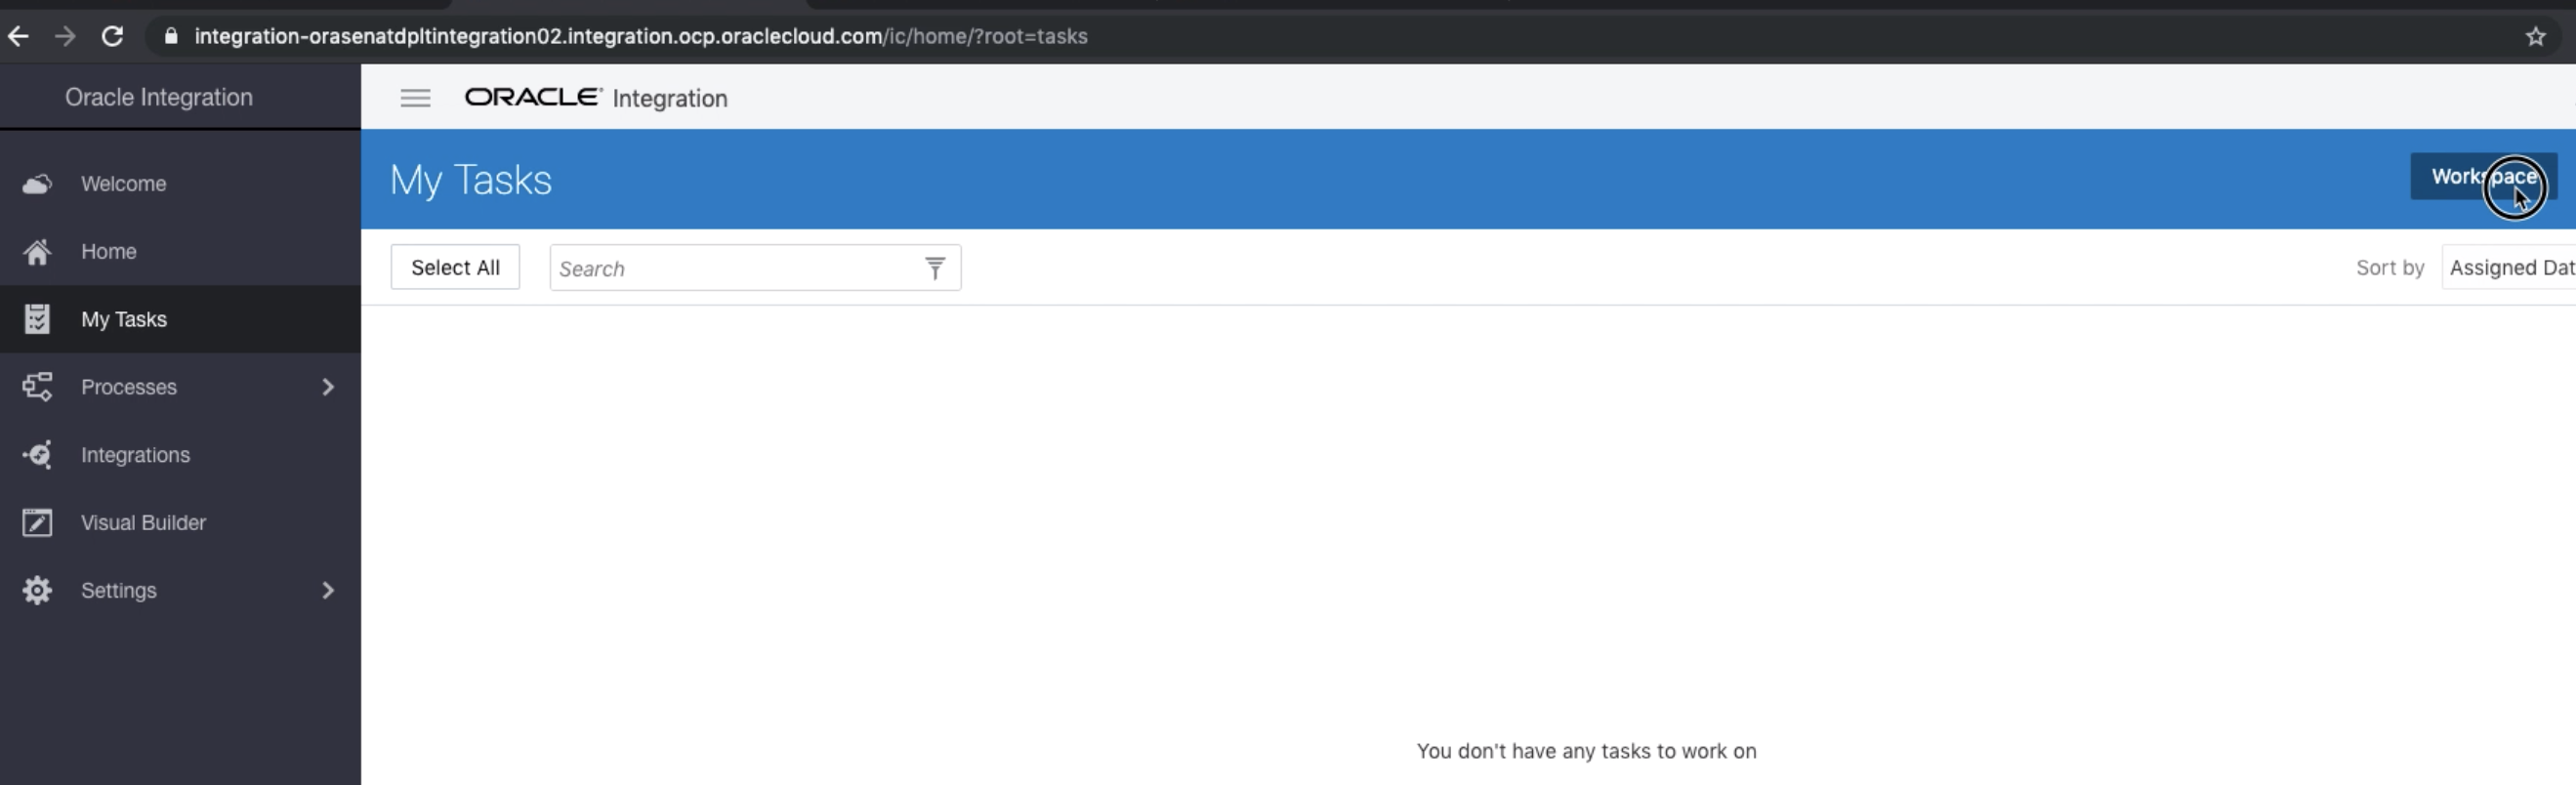 integration-orasenatdpltintegration02.integration.ocp.oraclecloud.com/ic/home/?root=tasks
Oracle Integration
ORACLE Integration
Welcome
Home
My Tasks
Processes
Integrations
Visual Builder
Settings
My Tasks
Workspace
Select All
Search
Sort by
Assigned Dat
You don't have any tasks to work on